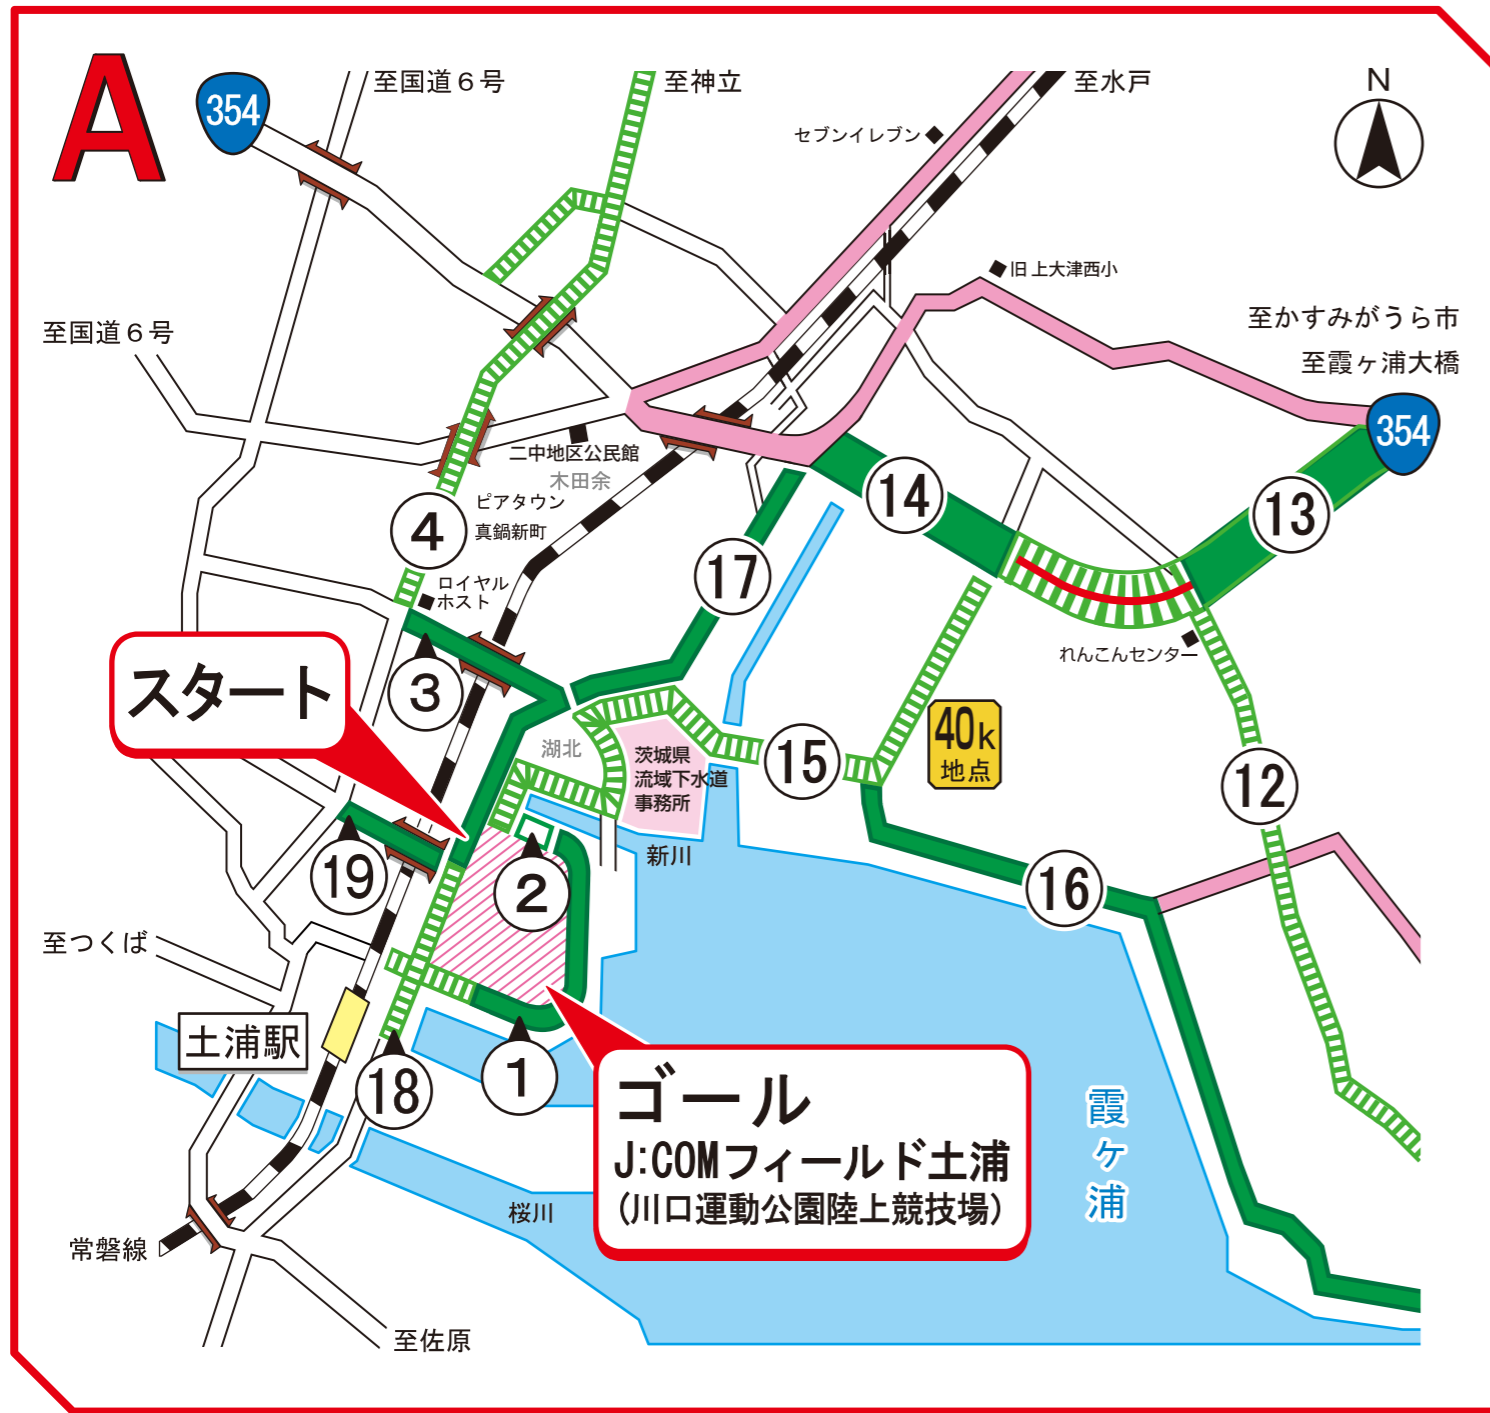 A
354
至国道6号
至神立
至水戸
N
セブンイレブン
旧 上大津西小
至かすみがうら市
至霞ヶ浦大橋
354
至国道6号
二中地区公民館
木田余
ピアタウン
真鍋新町
4
14
13
17
ロイヤル
ホスト
れんこんセンター
スタート
3
湖北
茨城県
流域下水道
事務所
15
40k
地点
12
新川
19
2
16
至つくば
土浦駅
18
1
ゴール
J:COMフィールド土浦
(川口運動公園陸上競技場)
霞ヶ浦
桜川
常磐線
至佐原